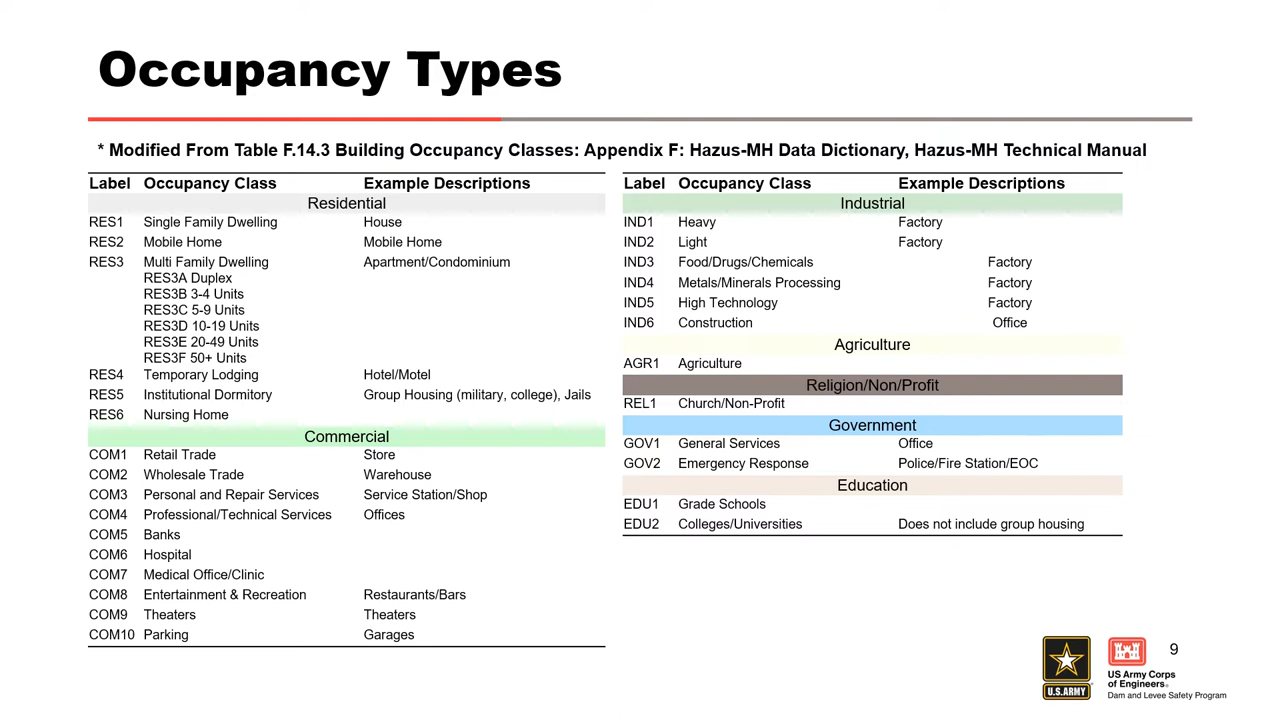 Occupancy Types
* Modified From Table F.14.3 Building Occupancy Classes: Appendix F: Hazus-MH Data Dictionary, Hazus-MH Technical Manual
Label Occupancy Class Example Descriptions
Residential
RES1 Single Family Dwelling House
RES2 Mobile Home Mobile Home
RES3 Multi Family Dwelling Apartment/Condominium
RES3A Duplex
RES3B 3-4 Units
RES3C 5-9 Units
RES3D 10-19 Units
RES3E 20-49 Units
RES3F 50+ Units
RES4 Temporary Lodging Hotel/Motel
RES5 Institutional Dormitory Group Housing (military, college), Jails
RES6 Nursing Home
Commercial
COM1 Retail Trade Store
COM2 Wholesale Trade Warehouse
COM3 Personal and Repair Services Service Station/Shop
COM4 Professional/Technical Services Offices
COM5 Banks
COM6 Hospital
COM7 Medical Office/Clinic
COM8 Entertainment & Recreation Restaurants/Bars
COM9 Theaters Theaters
COM10 Parking Garages
Label Occupancy Class Example Descriptions
Industrial
IND1 Heavy Factory
IND2 Light Factory
IND3 Food/Drugs/Chemicals Factory
IND4 Metals/Minerals Processing Factory
IND5 High Technology Factory
IND6 Construction Office
Agriculture
AGR1 Agriculture
Religion/Non/Profit
REL1 Church/Non-Profit
Government
GOV1 General Services Office
GOV2 Emergency Response Police/Fire Station/EOC
Education
EDU1 Grade Schools
EDU2 Colleges/Universities Does not include group housing
9
U.S.ARMY
US Army Corps
of Engineers®
Dam and Levee Safety Program